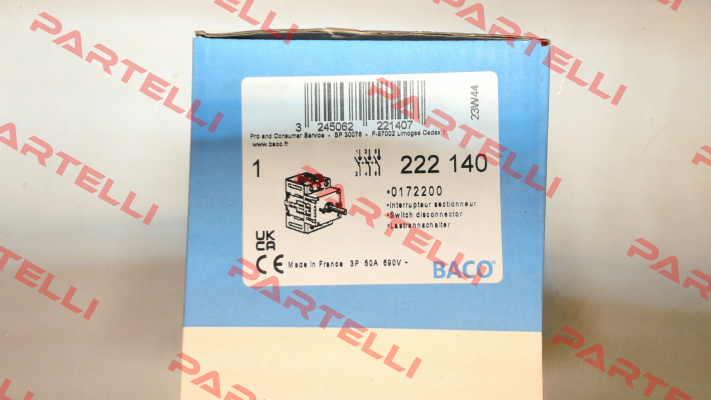 23W44
3 245062 221407
Pro and Consumer Service - BP 30076 - F-87002 Limoges Cedex 1
www.baco.fr
1
222 140
•0172200
•Interrupteur sectionneur
•Switch disconnector
•Lastrennschalter
UK
CA
CE
Made in France 3P 50A 690V ~
BACO
PARTELLI
PARTELLI
PARTELLI
PARTELLI
PARTELLI
PARTELLI
PARTELLI
PARTELLI
PARTELLI